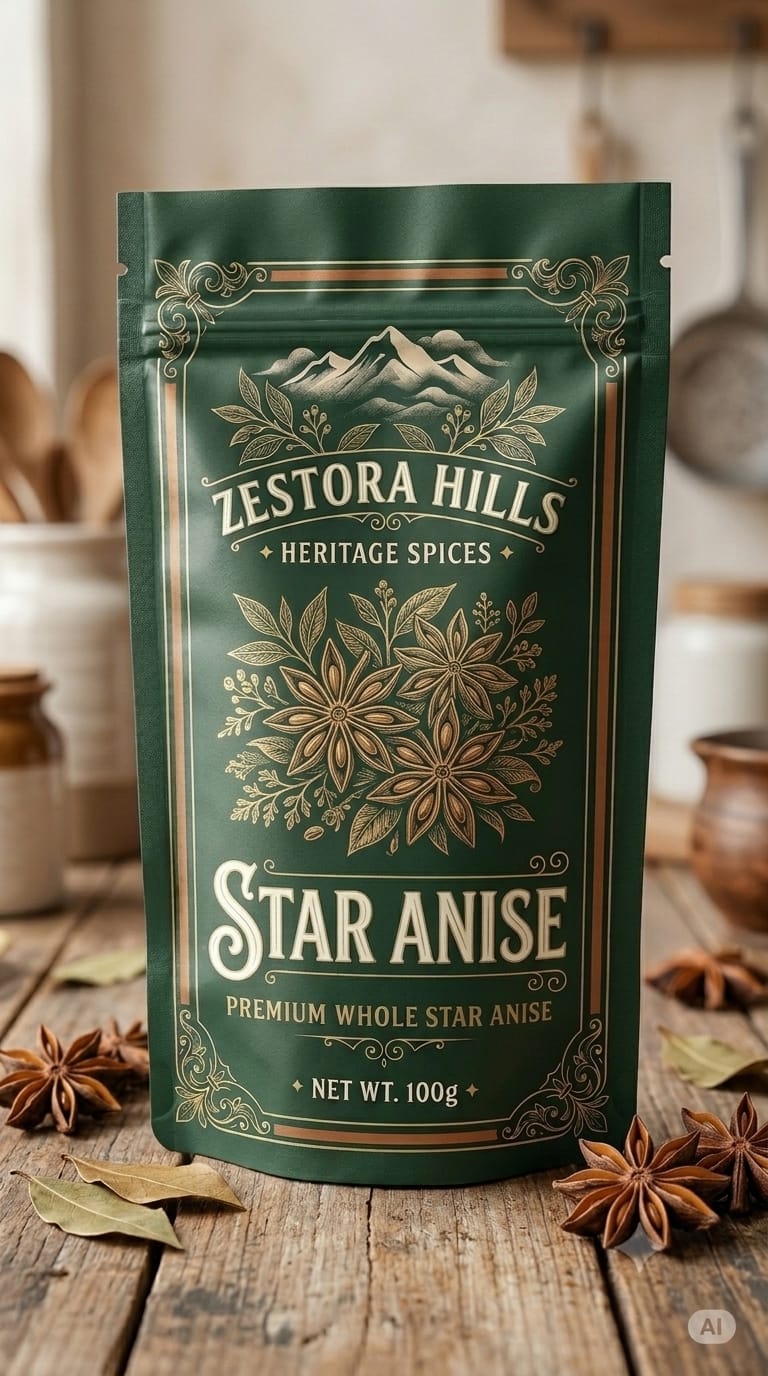 ZESTORA HILLS
HERITAGE SPICES
STAR ANISE
PREMIUM WHOLE STAR ANISE
NET WT. 100g
AI